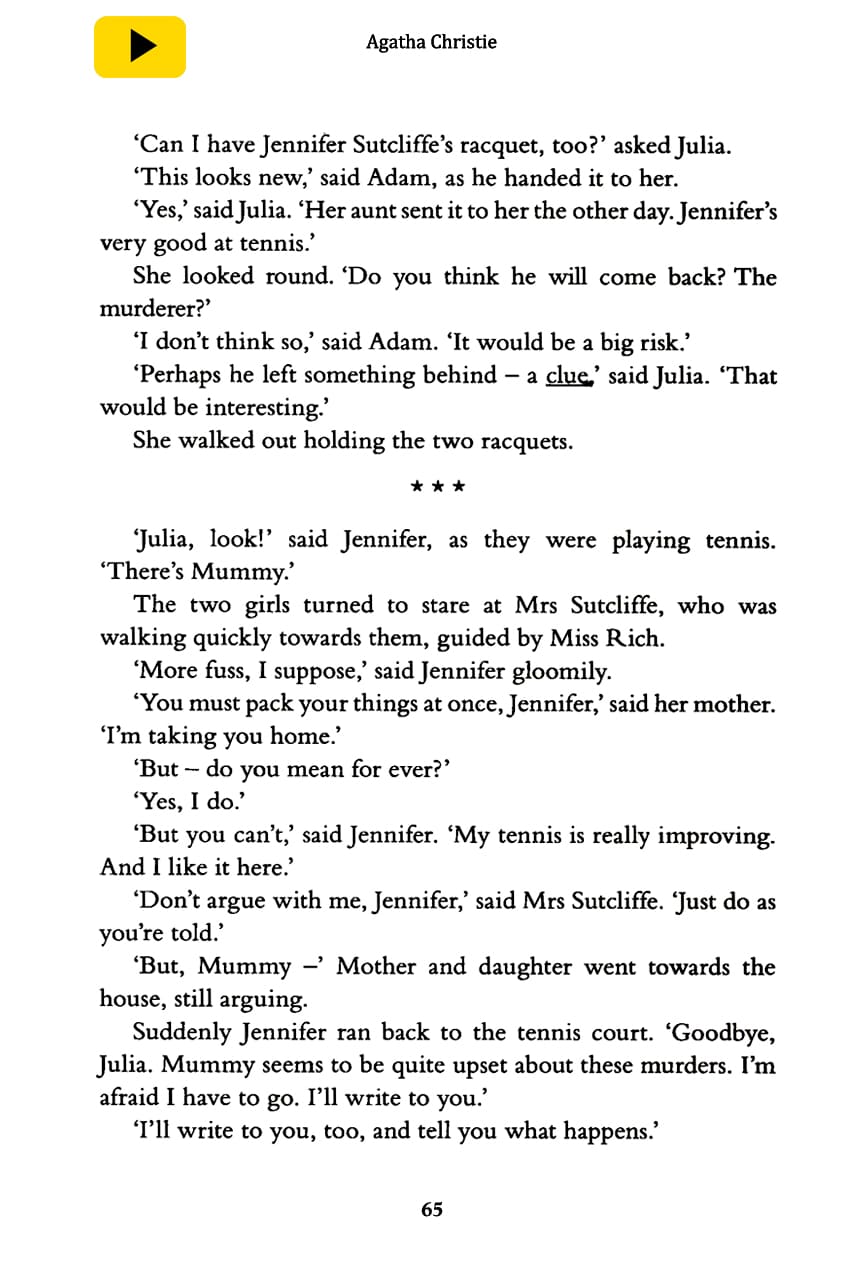 Agatha Christie
‘Can I have Jennifer Sutcliffe’s racquet, too?’ asked Julia.
‘This looks new,’ said Adam, as he handed it to her.
‘Yes,’ said Julia. ‘Her aunt sent it to her the other day. Jennifer’s
very good at tennis.’
She looked round. ‘Do you think he will come back? The
murderer?’
‘I don’t think so,’ said Adam. ‘It would be a big risk.’
‘Perhaps he left something behind – a clue,’ said Julia. ‘That
would be interesting.’
She walked out holding the two racquets.
★ ★ ★
‘Julia, look!’ said Jennifer, as they were playing tennis.
‘There’s Mummy.’
The two girls turned to stare at Mrs Sutcliffe, who was
walking quickly towards them, guided by Miss Rich.
‘More fuss, I suppose,’ said Jennifer gloomily.
‘You must pack your things at once, Jennifer,’ said her mother.
‘I’m taking you home.’
‘But – do you mean for ever?’
‘Yes, I do.’
‘But you can’t,’ said Jennifer. ‘My tennis is really improving.
And I like it here.’
‘Don’t argue with me, Jennifer,’ said Mrs Sutcliffe. ‘Just do as
you’re told.’
‘But, Mummy –’ Mother and daughter went towards the
house, still arguing.
Suddenly Jennifer ran back to the tennis court. ‘Goodbye,
Julia. Mummy seems to be quite upset about these murders. I’m
afraid I have to go. I’ll write to you.’
‘I’ll write to you, too, and tell you what happens.’
65